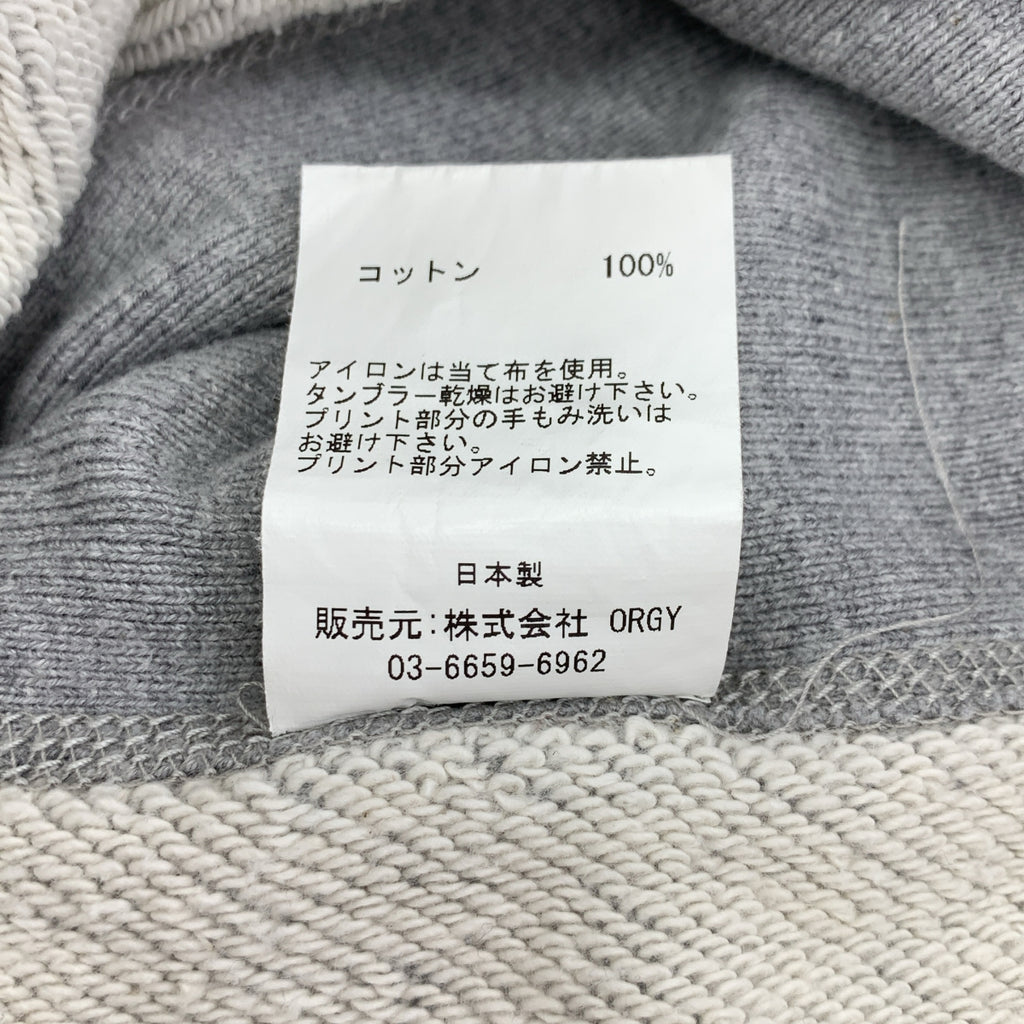 コットン 100%
アイロンは当て布を使用。
タンブラー乾燥はお避け下さい。
プリント部分の手もみ洗いは
お避け下さい。
プリント部分アイロン禁止。
日本製
販売元:株式会社 ORGY
03-6659-6962